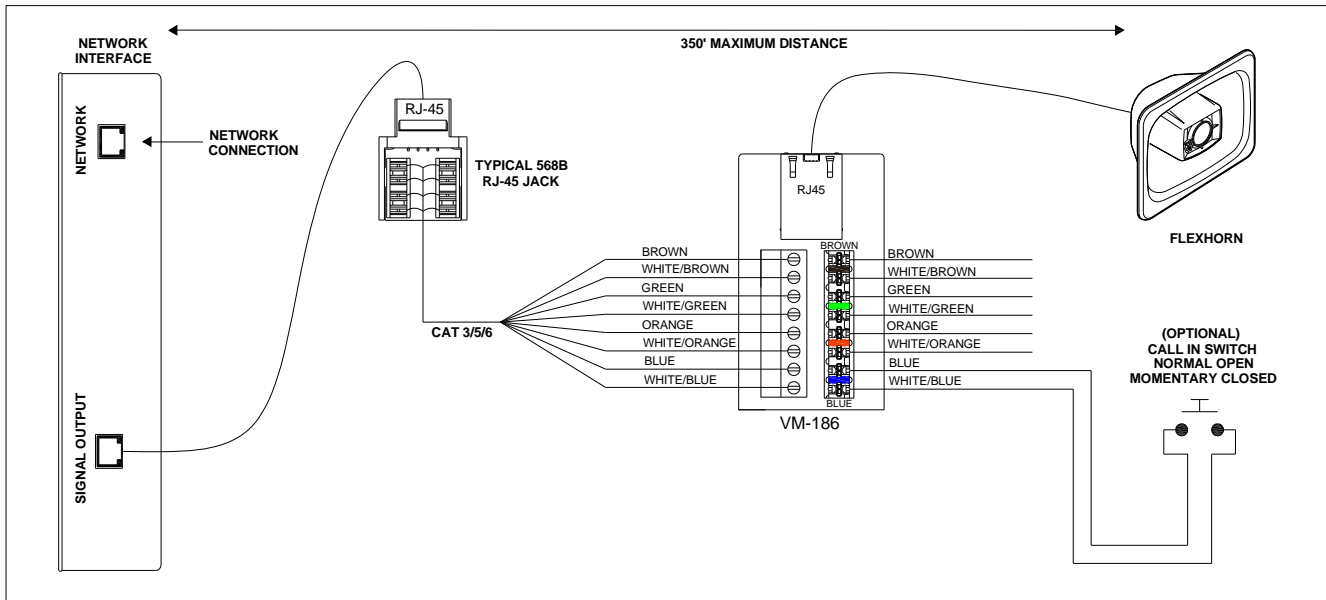 NETWORK
INTERFACE
350' MAXIMUM DISTANCE
NETWORK
NETWORK
CONNECTION
SIGNAL OUTPUT
RJ-45
TYPICAL 568B
RJ-45 JACK
CAT 3/5/6
BROWN
WHITE/BROWN
GREEN
WHITE/GREEN
ORANGE
WHITE/ORANGE
BLUE
WHITE/BLUE
RJ45
BROWN
BLUE
VM-186
BROWN
WHITE/BROWN
GREEN
WHITE/GREEN
ORANGE
WHITE/ORANGE
BLUE
WHITE/BLUE
FLEXHORN
(OPTIONAL)
CALL IN SWITCH
NORMAL OPEN
MOMENTARY CLOSED